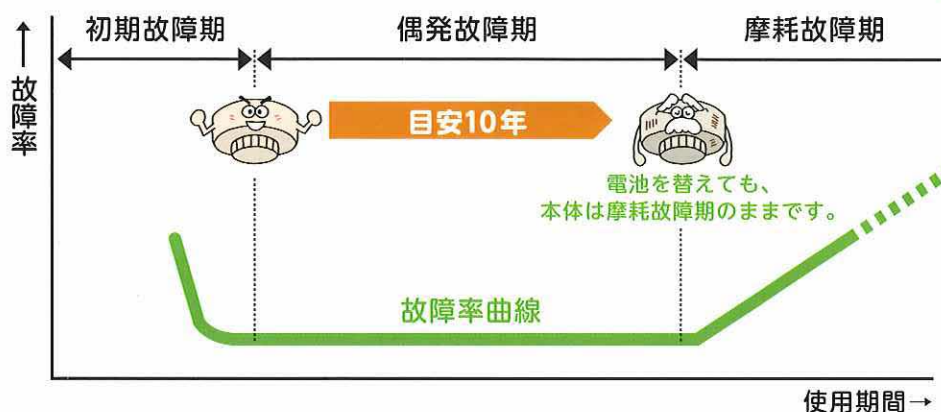 初期故障期
偶発故障期
摩耗故障期
↑故障率
目安10年
電池を替えても、
本体は摩耗故障期のままです。
故障率曲線
使用期間→